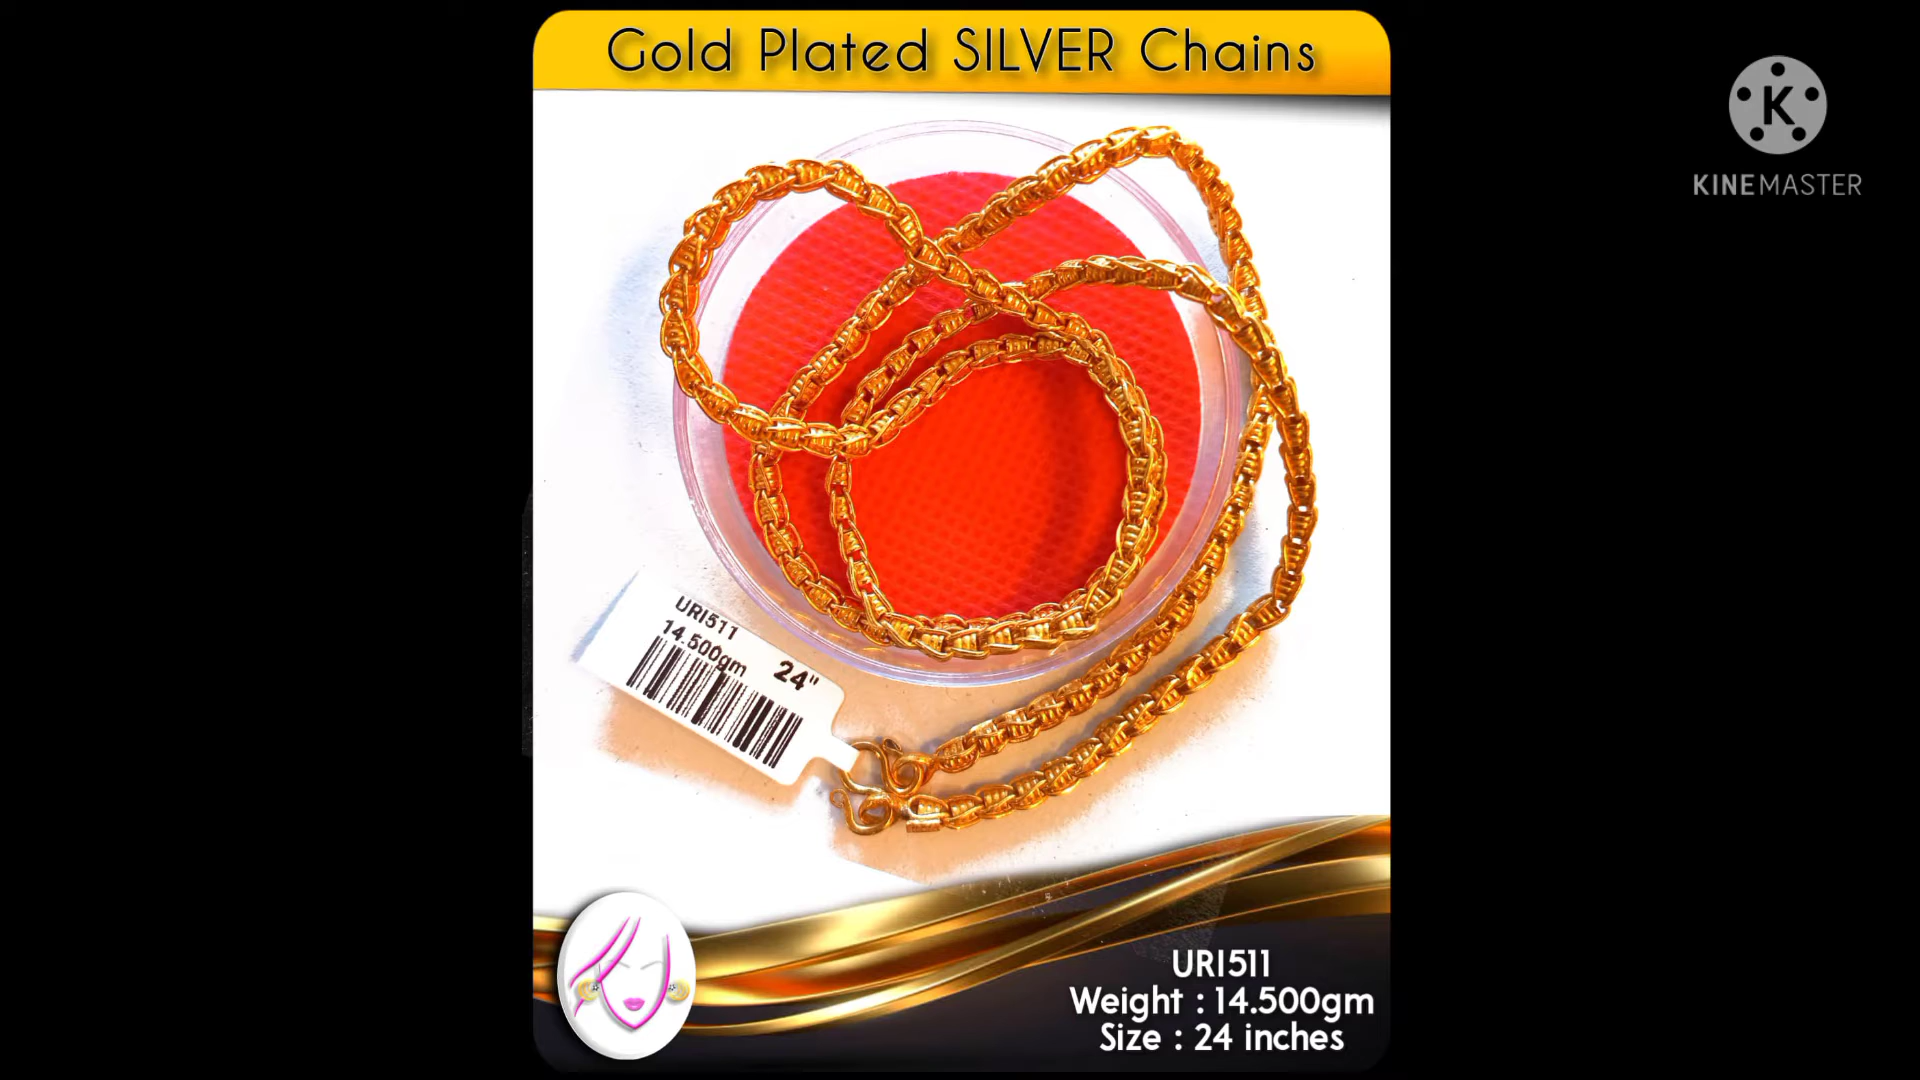 Gold Plated SILVER Chains
K
KINEMASTER
URI511
14.500gm
24"
URI511
Weight : 14.500gm
Size : 24 inches